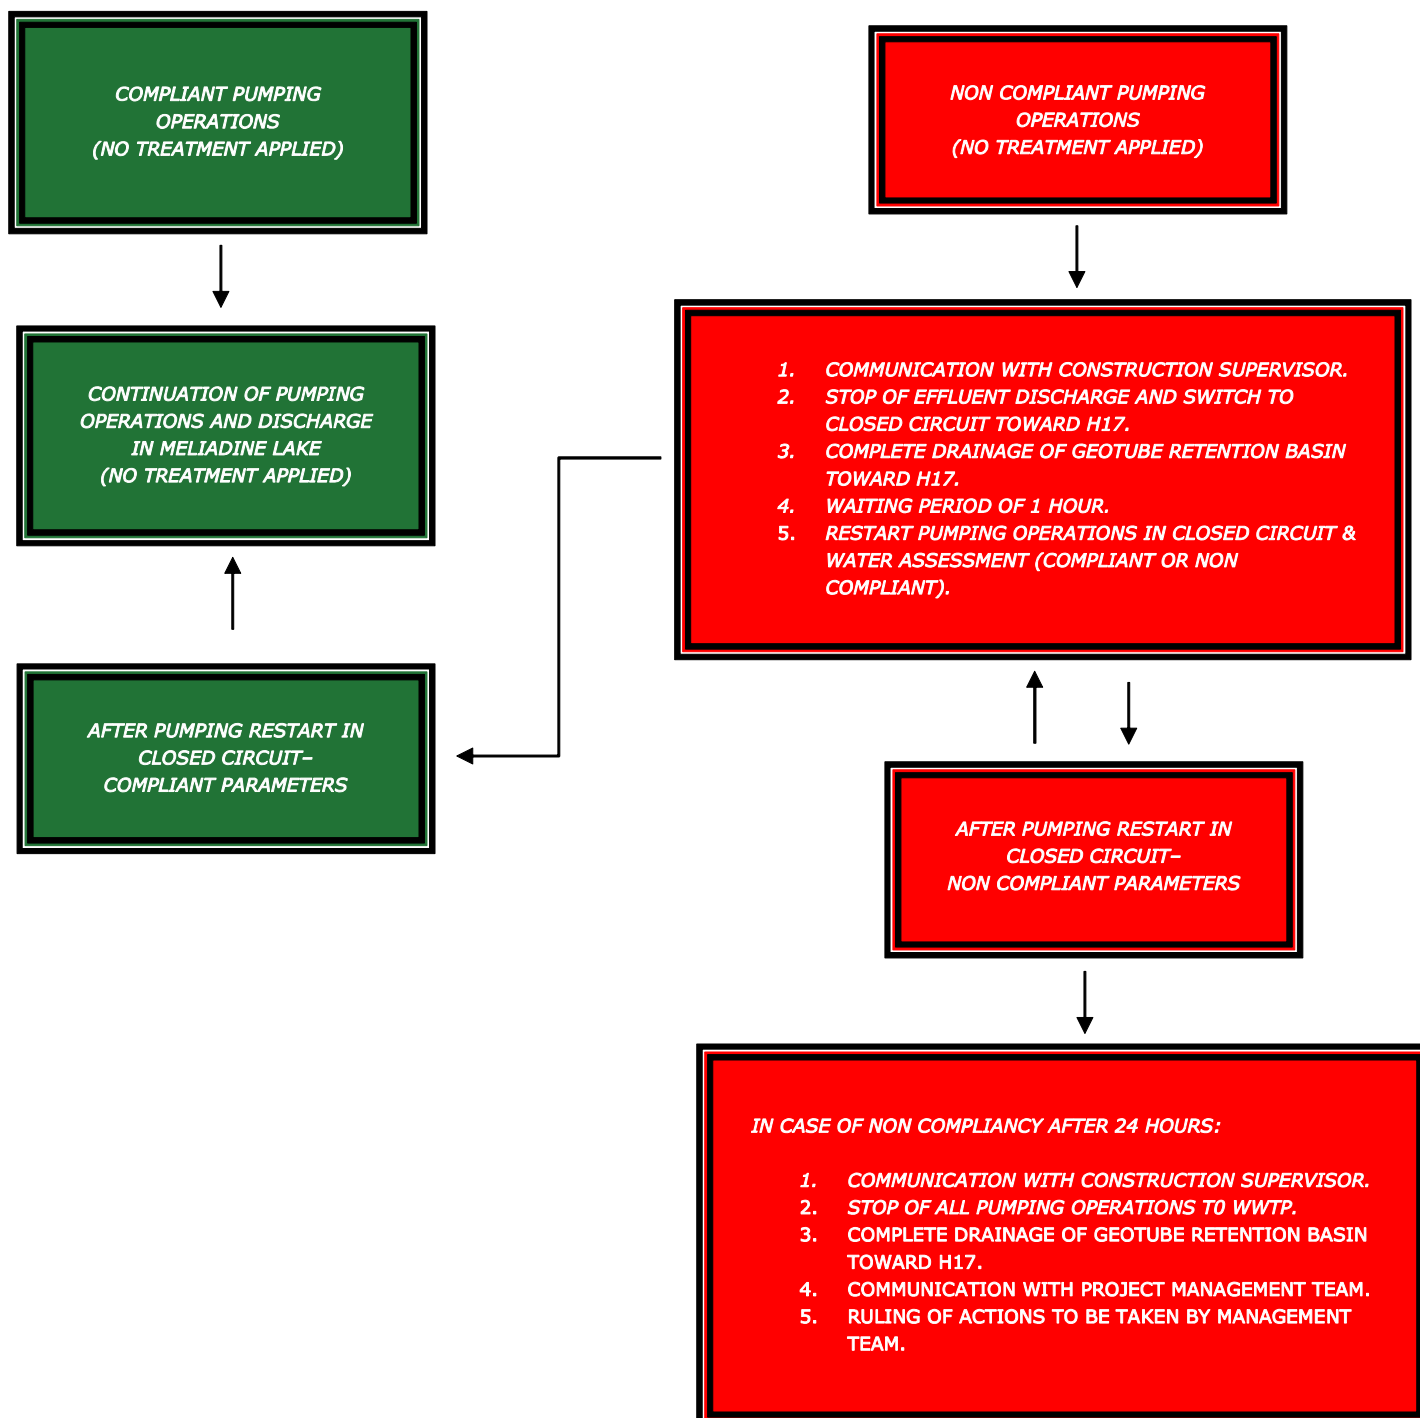 COMPLIANT PUMPING
OPERATIONS
(NO TREATMENT APPLIED)
CONTINUATION OF PUMPING
OPERATIONS AND DISCHARGE
IN MELIADINE LAKE
(NO TREATMENT APPLIED)
AFTER PUMPING RESTART IN
CLOSED CIRCUIT–
COMPLIANT PARAMETERS
NON COMPLIANT PUMPING
OPERATIONS
(NO TREATMENT APPLIED)
1. COMMUNICATION WITH CONSTRUCTION SUPERVISOR.
2. STOP OF EFFLUENT DISCHARGE AND SWITCH TO
CLOSED CIRCUIT TOWARD H17.
3. COMPLETE DRAINAGE OF GEOTUBE RETENTION BASIN
TOWARD H17.
4. WAITING PERIOD OF 1 HOUR.
5. RESTART PUMPING OPERATIONS IN CLOSED CIRCUIT &
WATER ASSESSMENT (COMPLIANT OR NON
COMPLIANT).
AFTER PUMPING RESTART IN
CLOSED CIRCUIT–
NON COMPLIANT PARAMETERS
IN CASE OF NON COMPLIANCY AFTER 24 HOURS:
1. COMMUNICATION WITH CONSTRUCTION SUPERVISOR.
2. STOP OF ALL PUMPING OPERATIONS T0 WWTP.
3. COMPLETE DRAINAGE OF GEOTUBE RETENTION BASIN
TOWARD H17.
4. COMMUNICATION WITH PROJECT MANAGEMENT TEAM.
5. RULING OF ACTIONS TO BE TAKEN BY MANAGEMENT
TEAM.